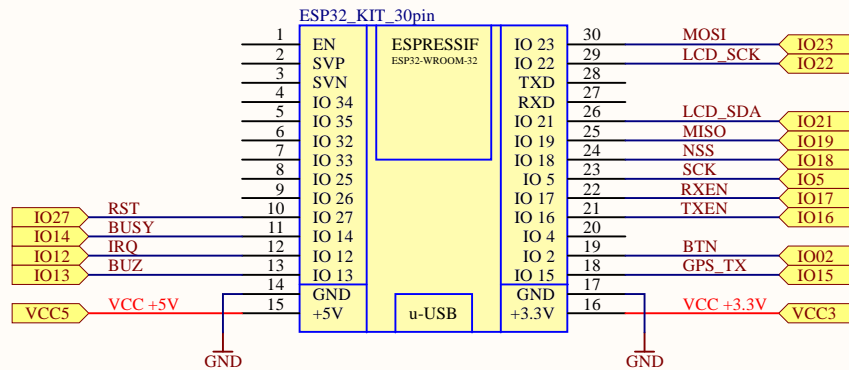 ESP32_KIT_30pin
ESPRESSIF
ESP32-WROOM-32
1 EN IO 23 30 MOSI IO23
2 SVP IO 22 29 LCD_SCK IO22
3 SVN TXD 28
4 IO 34 RXD 27
5 IO 35 IO 21 26 LCD_SDA IO21
6 IO 32 IO 19 25 MISO IO19
7 IO 33 IO 18 24 NSS IO18
8 IO 25 IO 5 23 SCK IO5
9 IO 26 IO 17 22 RXEN IO17
IO27 RST 10 IO 27 IO 16 21 TXEN IO16
IO14 BUSY 11 IO 14 IO 4 20
IO12 IRQ 12 IO 12 IO 2 19 BTN IO02
IO13 BUZ 13 IO 13 IO 15 18 GPS_TX IO15
14 GND GND 17
VCC5 VCC +5V 15 +5V u-USB +3.3V 16 VCC +3.3V VCC3
GND GND